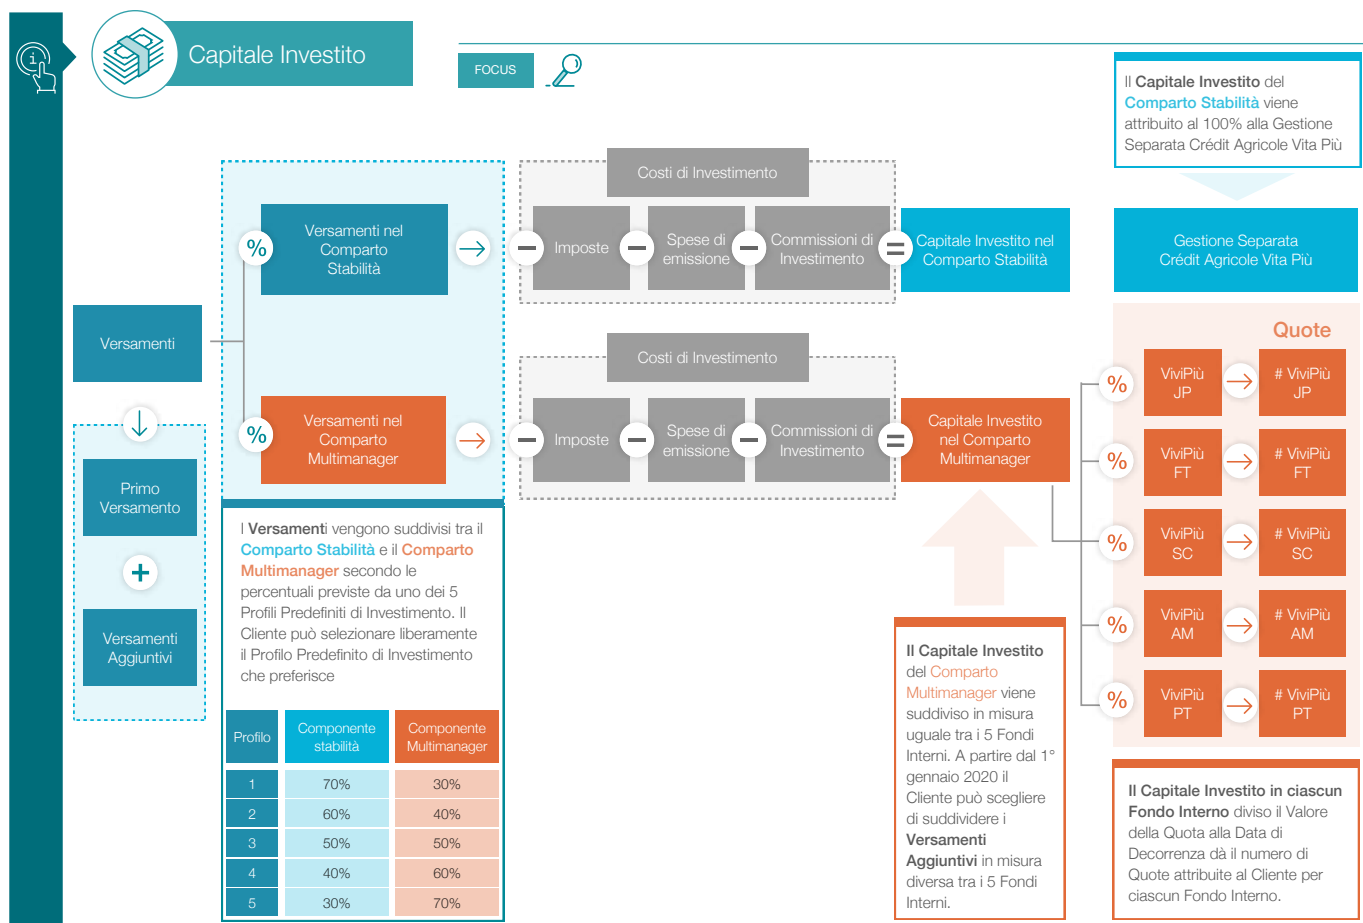 Capitale Investito
FOCUS
Il Capitale Investito del
Comparto Stabilità viene
attribuito al 100% alla Gestione
Separata Crédit Agricole Vita Più
Versamenti
Primo
Versamento
+
Versamenti
Aggiuntivi
%
Versamenti nel
Comparto
Stabilità
%
Versamenti nel
Comparto
Multimanager
Costi di Investimento
−
Imposte
−
Spese di
emissione
−
Commissioni di
Investimento
=
Capitale Investito nel
Comparto Stabilità
Gestione Separata
Crédit Agricole Vita Più
Costi di Investimento
−
Imposte
−
Spese di
emissione
−
Commissioni di
Investimento
=
Capitale Investito
nel Comparto
Multimanager
Quote
%
ViviPiù
JP
# ViviPiù
JP
%
ViviPiù
FT
# ViviPiù
FT
%
ViviPiù
SC
# ViviPiù
SC
%
ViviPiù
AM
# ViviPiù
AM
%
ViviPiù
PT
# ViviPiù
PT
I Versamenti vengono suddivisi tra il
Comparto Stabilità e il Comparto
Multimanager secondo le
percentuali previste da uno dei 5
Profili Predefiniti di Investimento. Il
Cliente può selezionare liberamente
il Profilo Predefinito di Investimento
che preferisce
Profilo
Componente
stabilità
Componente
Multimanager
1 70% 30%
2 60% 40%
3 50% 50%
4 40% 60%
5 30% 70%
Il Capitale Investito
del Comparto
Multimanager viene
suddiviso in misura
uguale tra i 5 Fondi
Interni. A partire dal 1°
gennaio 2020 il
Cliente può scegliere
di suddividere i
Versamenti
Aggiuntivi in misura
diversa tra i 5 Fondi
Interni.
Il Capitale Investito in ciascun
Fondo Interno diviso il Valore
della Quota alla Data di
Decorrenza dà il numero di
Quote attribuite al Cliente per
ciascun Fondo Interno.